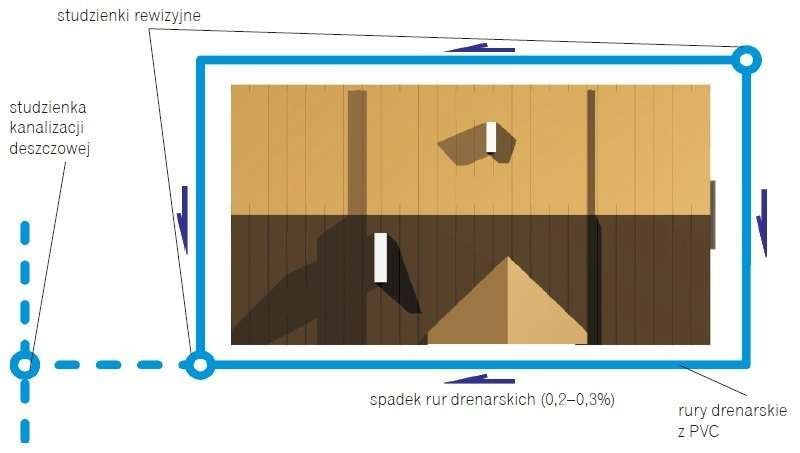 studzienki rewizyjne
studzienka
kanalizacji
deszczowej
spadek rur drenarskich (0,2–0,3%)
rury drenarskie
z PVC